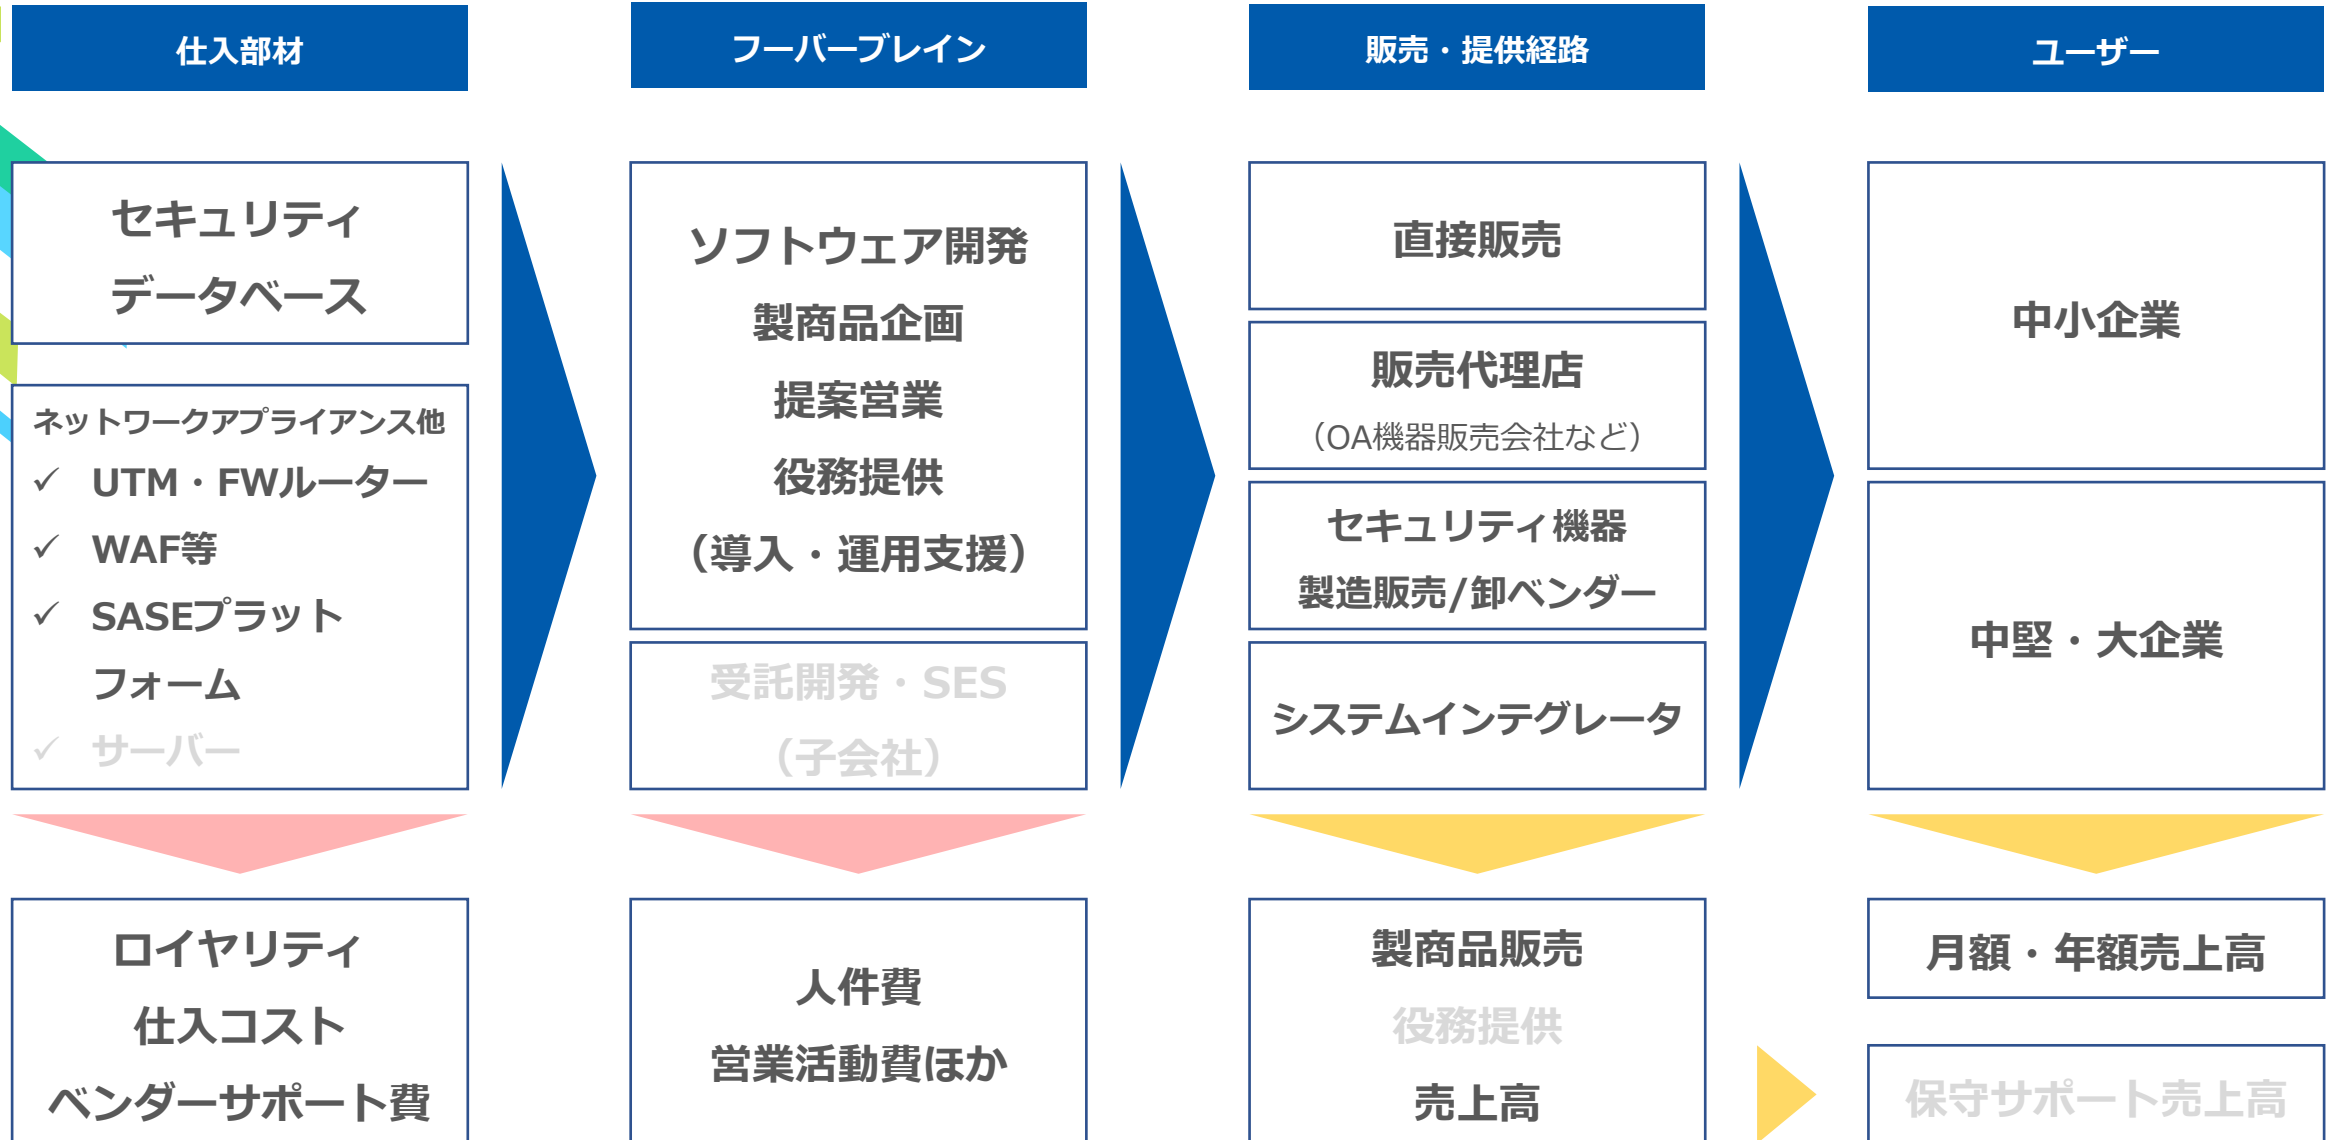 仕入部材
フーバーブレイン
販売・提供経路
ユーザー
セキュリティ
データベース
ネットワークアプライアンス他
✓ UTM・FWルーター
✓ WAF等
✓ SASEプラット
フォーム
✓ サーバー
ソフトウェア開発
製商品企画
提案営業
役務提供
（導入・運用支援）
受託開発・SES
（子会社）
直接販売
販売代理店
（OA機器販売会社など）
セキュリティ機器
製造販売/卸ベンダー
システムインテグレータ
中小企業
中堅・大企業
ロイヤリティ
仕入コスト
ベンダーサポート費
人件費
営業活動費ほか
製商品販売
役務提供
売上高
月額・年額売上高
保守サポート売上高